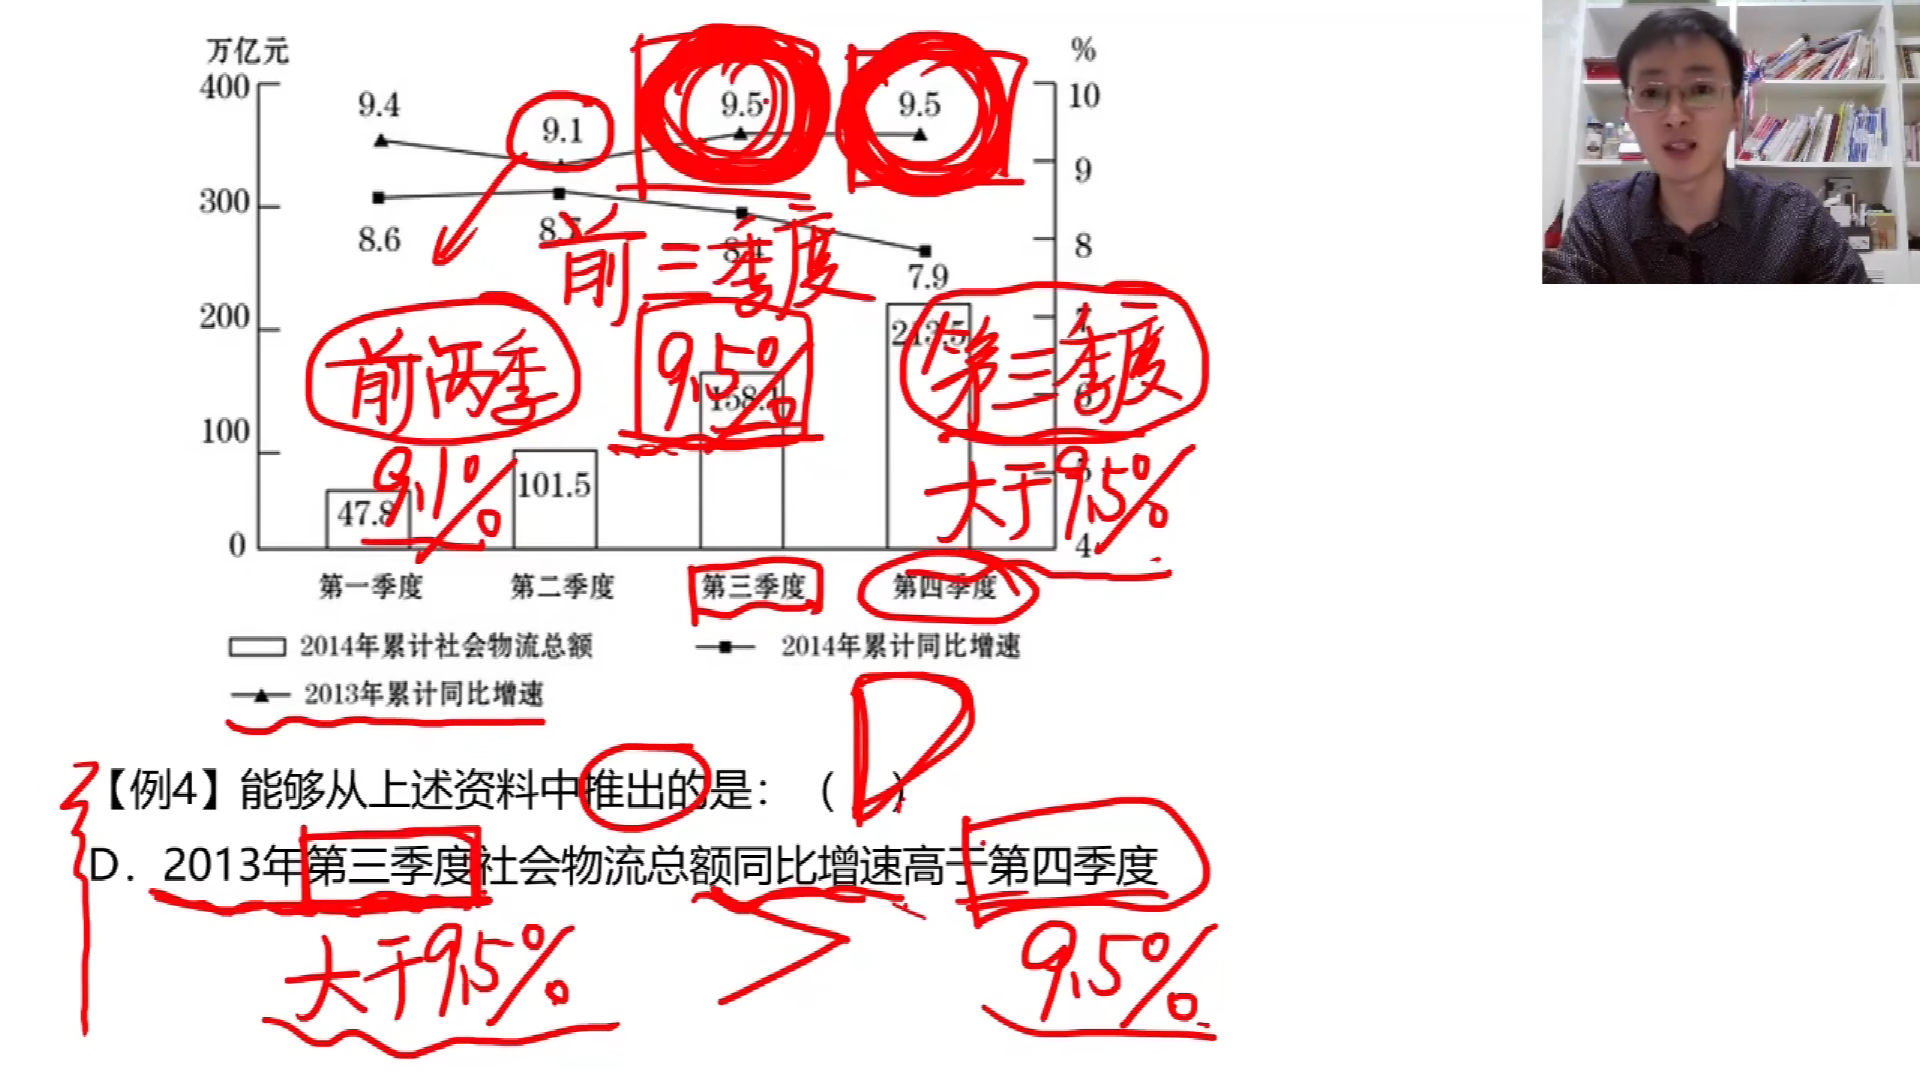 万亿元
%
400
300
200
100
0
10
9
8
7
6
5
4
9.4
9.1
9.5
9.5
8.6
8.7
8.4
7.9
前三季度
9.5%
前两季
9.1%
第三季度
大于9.5%
47.8
101.5
158.1
213.5
第一季度 第二季度 第三季度 第四季度
2014年累计社会物流总额 2014年累计同比增速
2013年累计同比增速
【例4】能够从上述资料中推出的是：（D）
D．2013年第三季度社会物流总额同比增速高于第四季度
大于9.5% > 9.5%